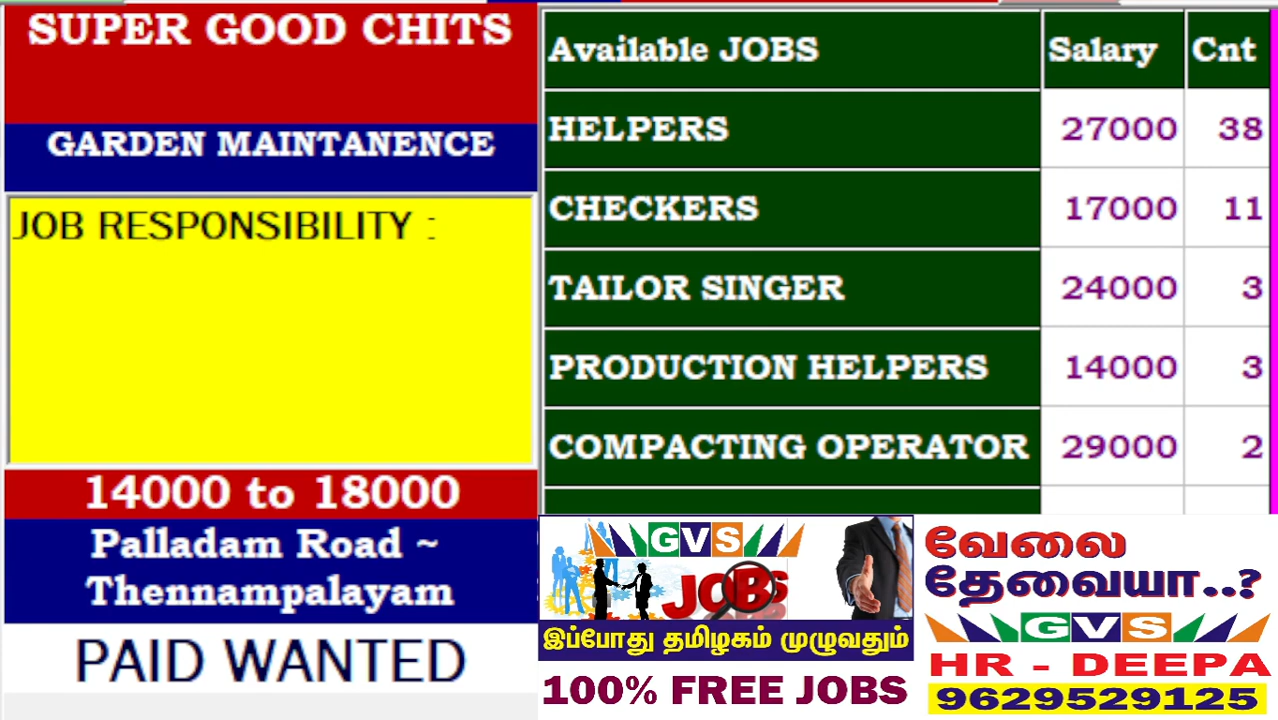 SUPER GOOD CHITS
GARDEN MAINTANENCE
JOB RESPONSIBILITY :
14000 to 18000
Palladam Road ~
Thennampalayam
PAID WANTED
Available JOBS Salary Cnt
HELPERS 27000 38
CHECKERS 17000 11
TAILOR SINGER 24000 3
PRODUCTION HELPERS 14000 3
COMPACTING OPERATOR 29000 2
GVS
JOBS
இப்போது தமிழகம் முழுவதும்
100% FREE JOBS
வேலை
தேவையா..?
GVS
HR - DEEPA
9629529125